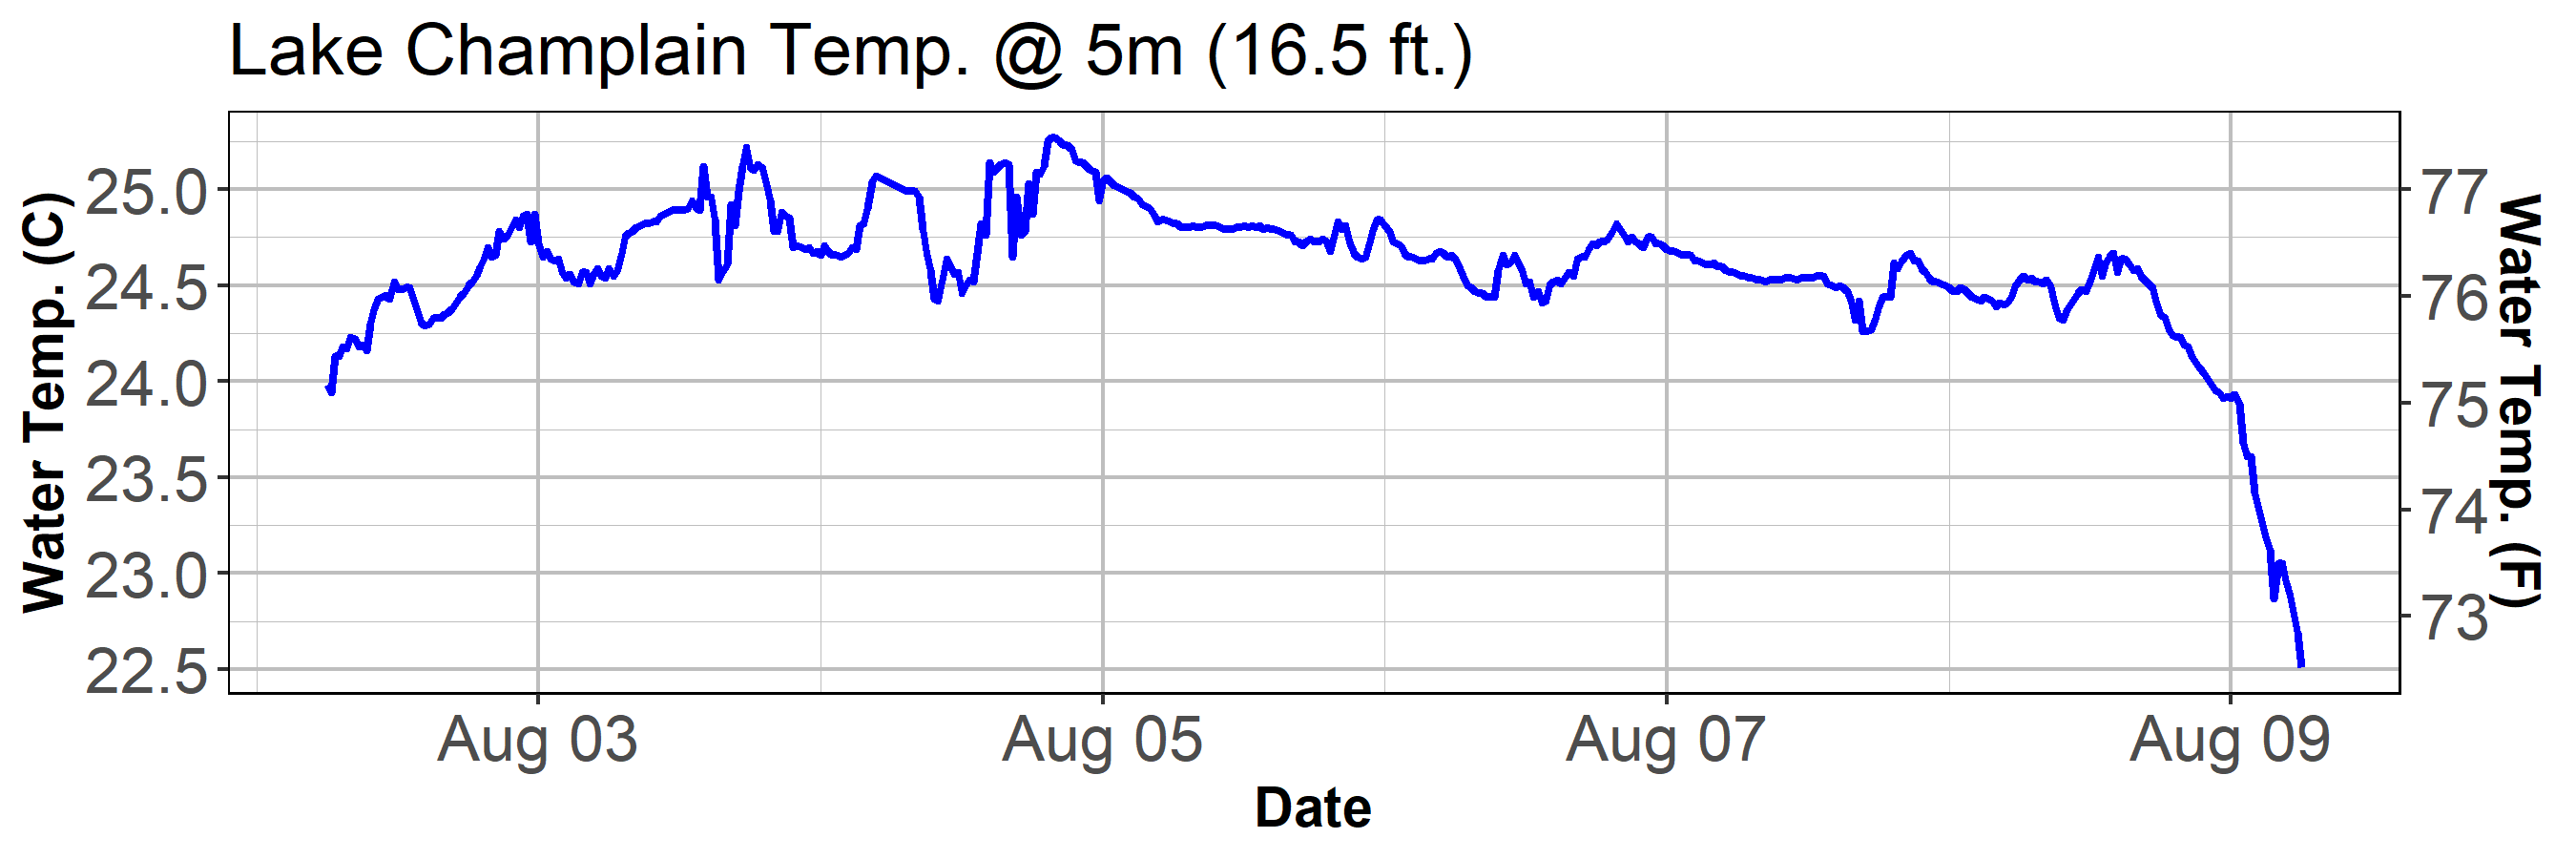 Lake Champlain Temp. @ 5m (16.5 ft.)
Water Temp. (C)
25.0
24.5
24.0
23.5
23.0
22.5
77
76
75
74
73
Water Temp. (F)
Aug 03 Aug 05 Aug 07 Aug 09
Date